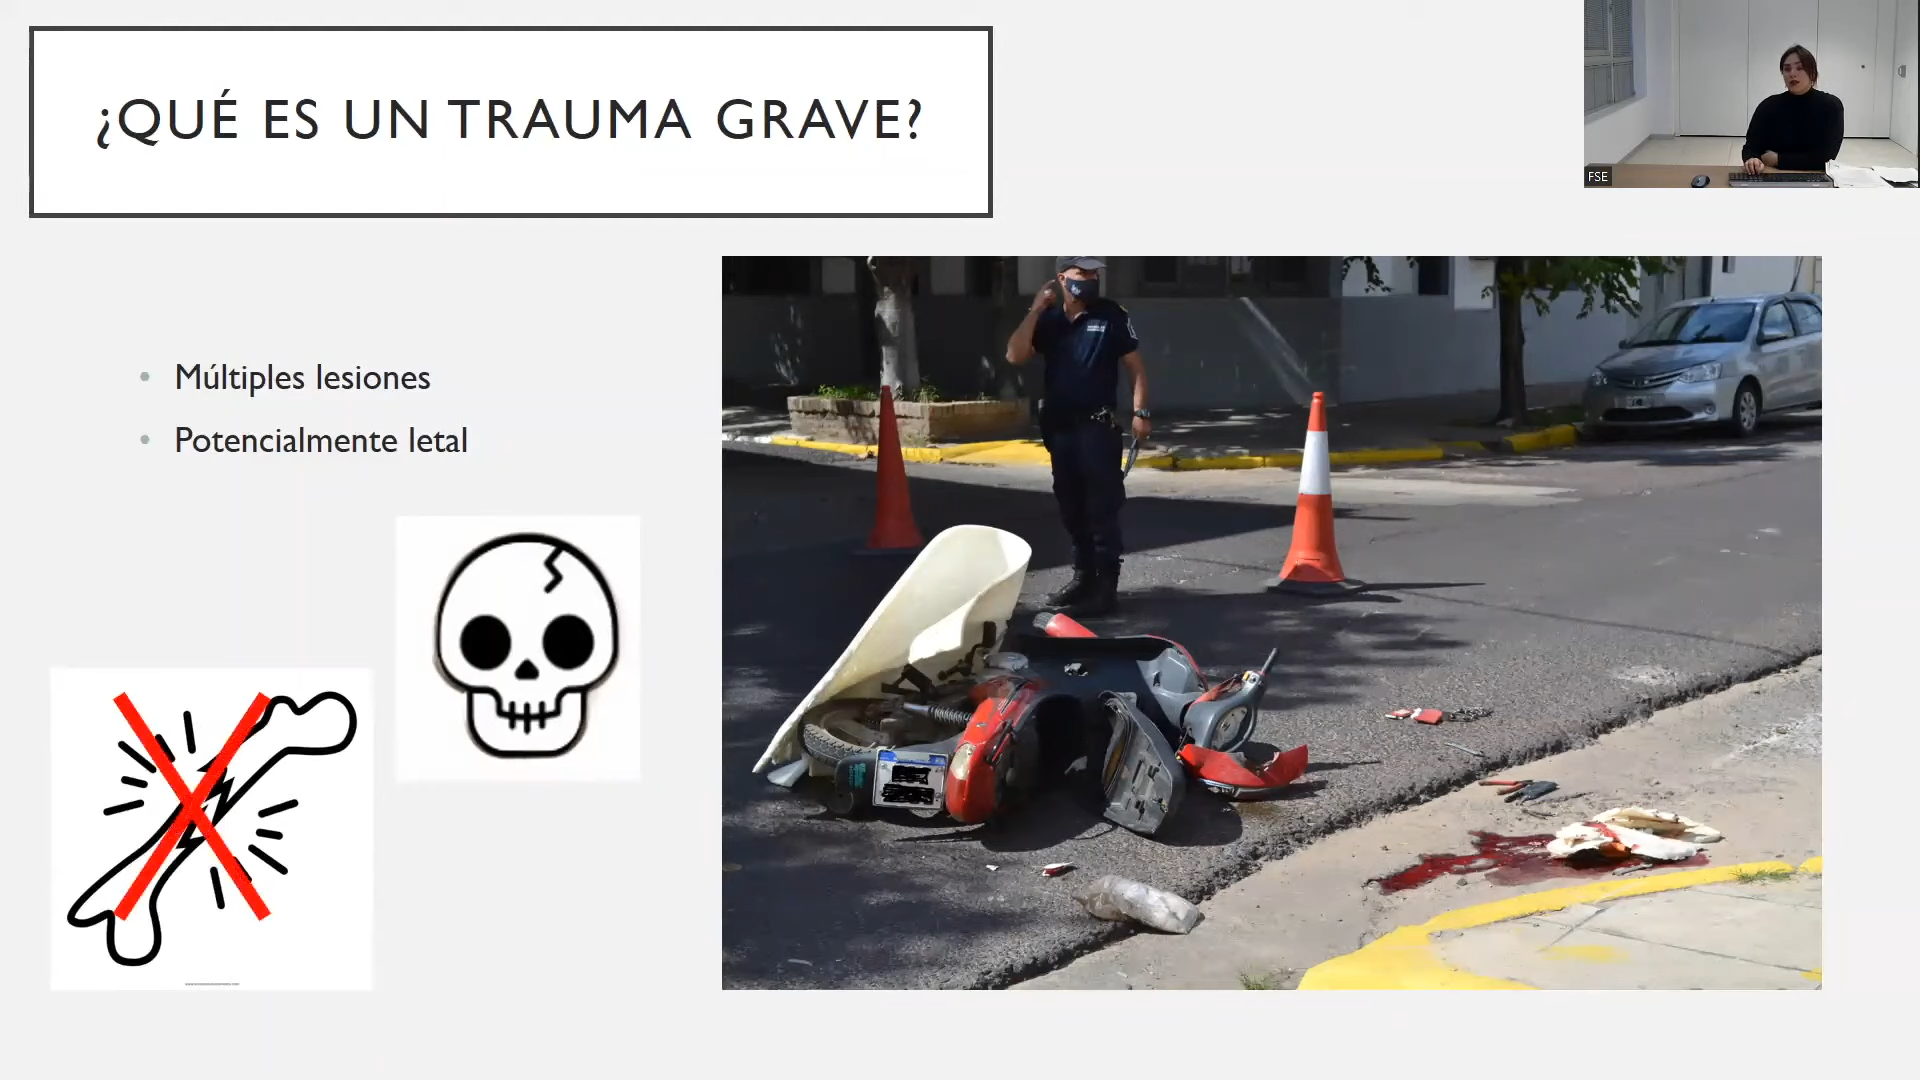 ¿QUÉ ES UN TRAUMA GRAVE?
FSE
• Múltiples lesiones
• Potencialmente letal